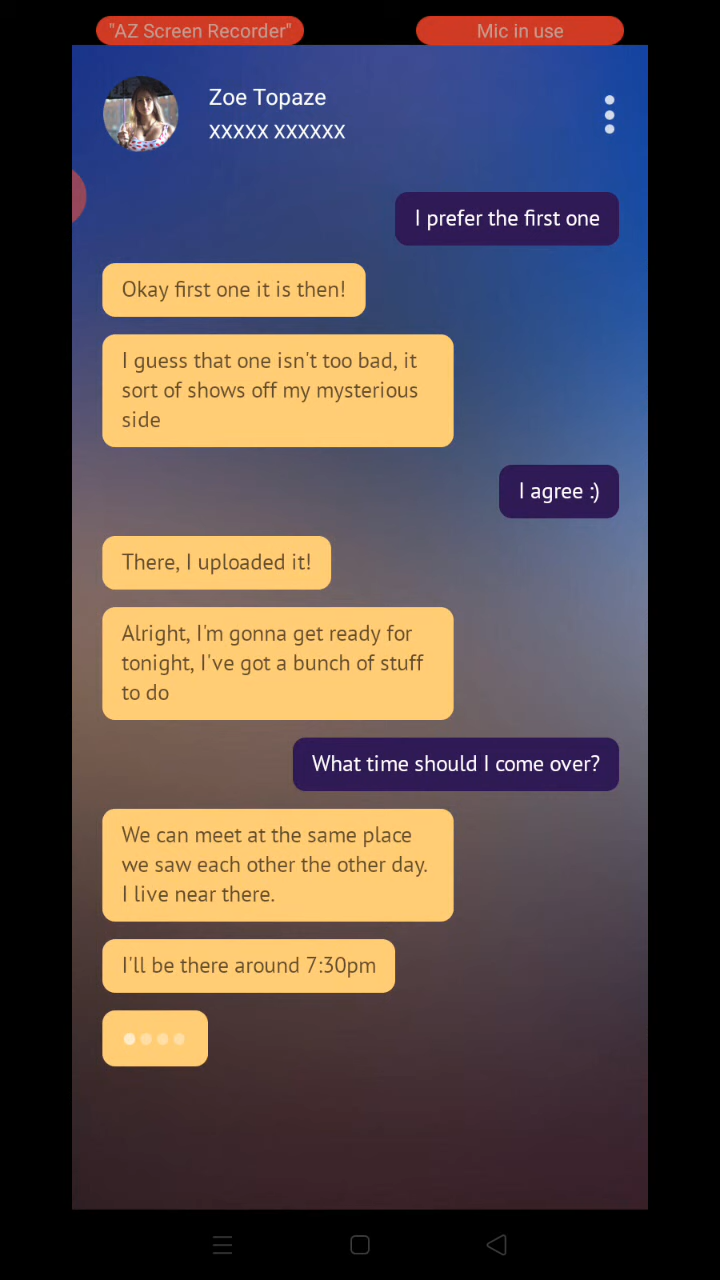 "AZ Screen Recorder"
Mic in use
Zoe Topaze
XXXXX XXXXXX
I prefer the first one
Okay first one it is then!
I guess that one isn't too bad, it
sort of shows off my mysterious
side
I agree :)
There, I uploaded it!
Alright, I'm gonna get ready for
tonight, I've got a bunch of stuff
to do
What time should I come over?
We can meet at the same place
we saw each other the other day.
I live near there.
I'll be there around 7:30pm